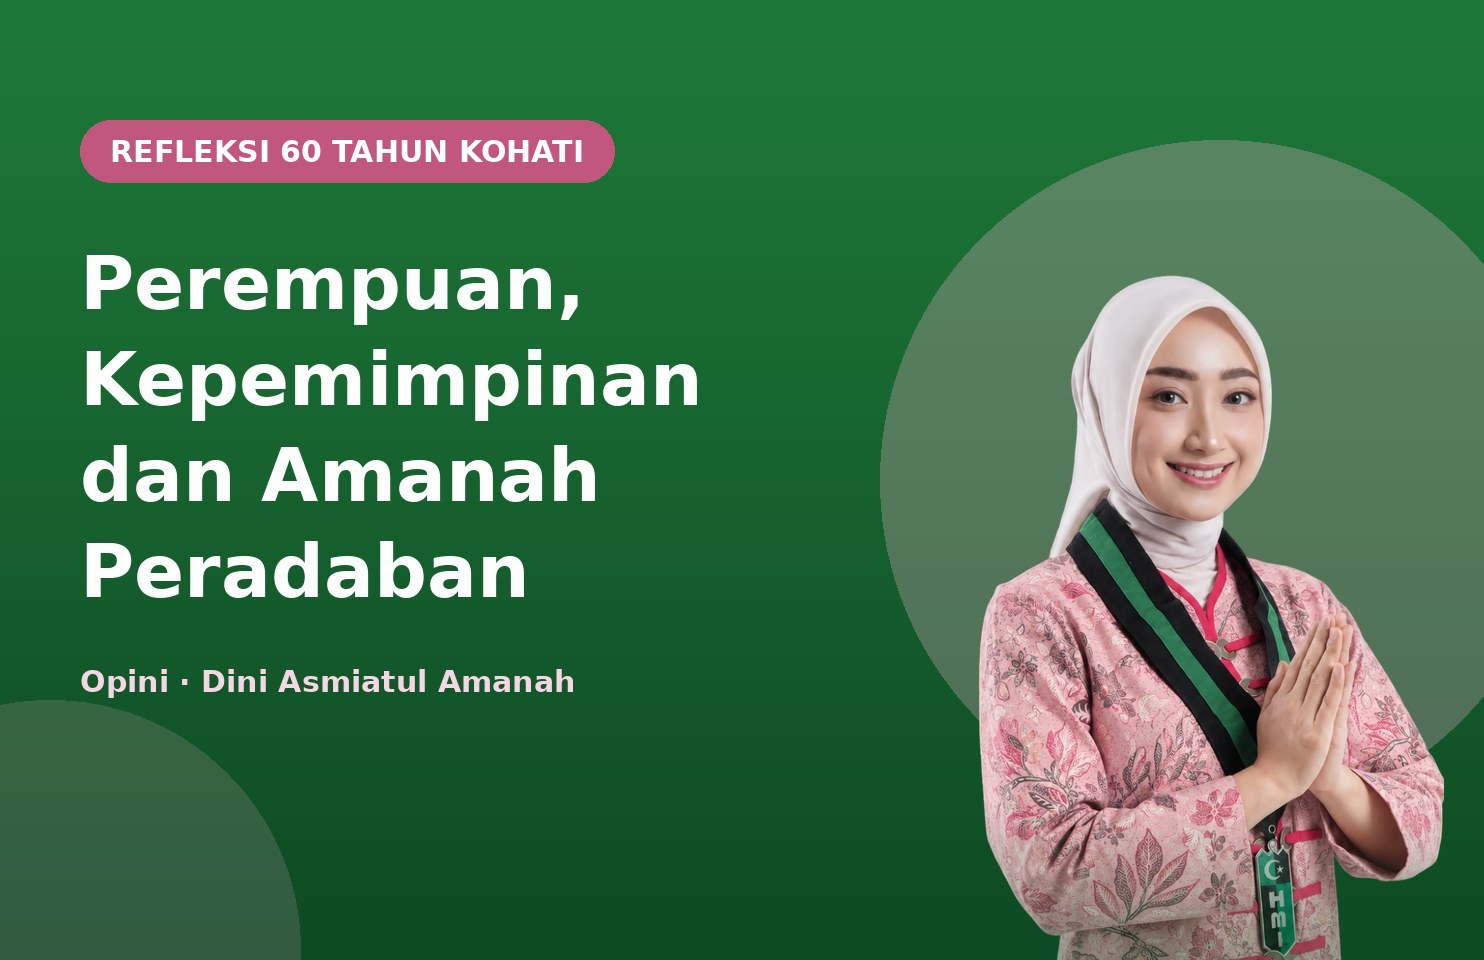 REFLEKSI 60 TAHUN KOHATI
Perempuan,
Kepemimpinan
dan Amanah
Peradaban
Opini · Dini Asmiatul Amanah
HMI